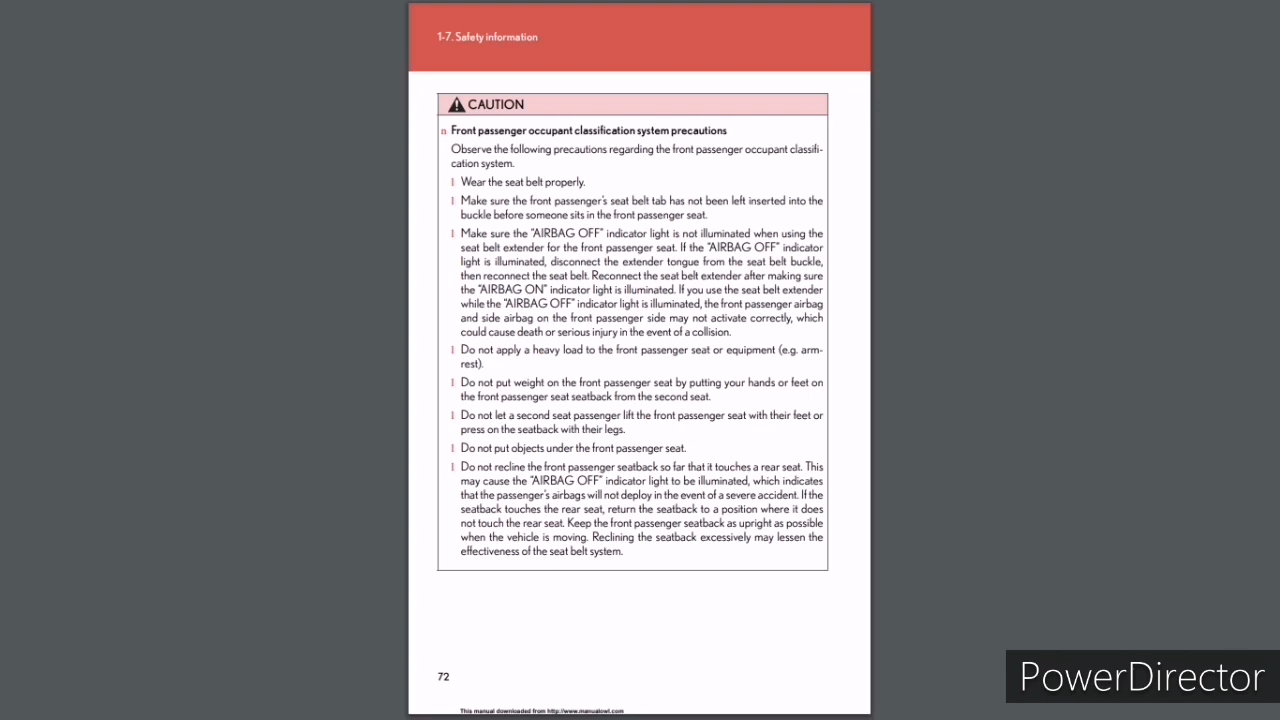 1-7. Safety information
CAUTION
n Front passenger occupant classification system precautions
Observe the following precautions regarding the front passenger occupant classifi-
cation system.
l Wear the seat belt properly.
l Make sure the front passenger's seat belt tab has not been left inserted into the
buckle before someone sits in the front passenger seat.
l Make sure the "AIRBAG OFF" indicator light is not illuminated when using the
seat belt extender for the front passenger seat. If the "AIRBAG OFF" indicator
light is illuminated, disconnect the extender tongue from the seat belt buckle,
then reconnect the seat belt. Reconnect the seat belt extender after making sure
the "AIRBAG ON" indicator light is illuminated. If you use the seat belt extender
while the "AIRBAG OFF" indicator light is illuminated, the front passenger airbag
and side airbag on the front passenger side may not activate correctly, which
could cause death or serious injury in the event of a collision.
l Do not apply a heavy load to the front passenger seat or equipment (e.g. arm-
rest).
l Do not put weight on the front passenger seat by putting your hands or feet on
the front passenger seat seatback from the second seat.
l Do not let a second seat passenger lift the front passenger seat with their feet or
press on the seatback with their legs.
l Do not put objects under the front passenger seat.
l Do not recline the front passenger seatback so far that it touches a rear seat. This
may cause the "AIRBAG OFF" indicator light to be illuminated, which indicates
that the passenger's airbags will not deploy in the event of a severe accident. If the
seatback touches the rear seat, return the seatback to a position where it does
not touch the rear seat. Keep the front passenger seatback as upright as possible
when the vehicle is moving. Reclining the seatback excessively may lessen the
effectiveness of the seat belt system.
72
This manual downloaded from http://www.manualowl.com
PowerDirector